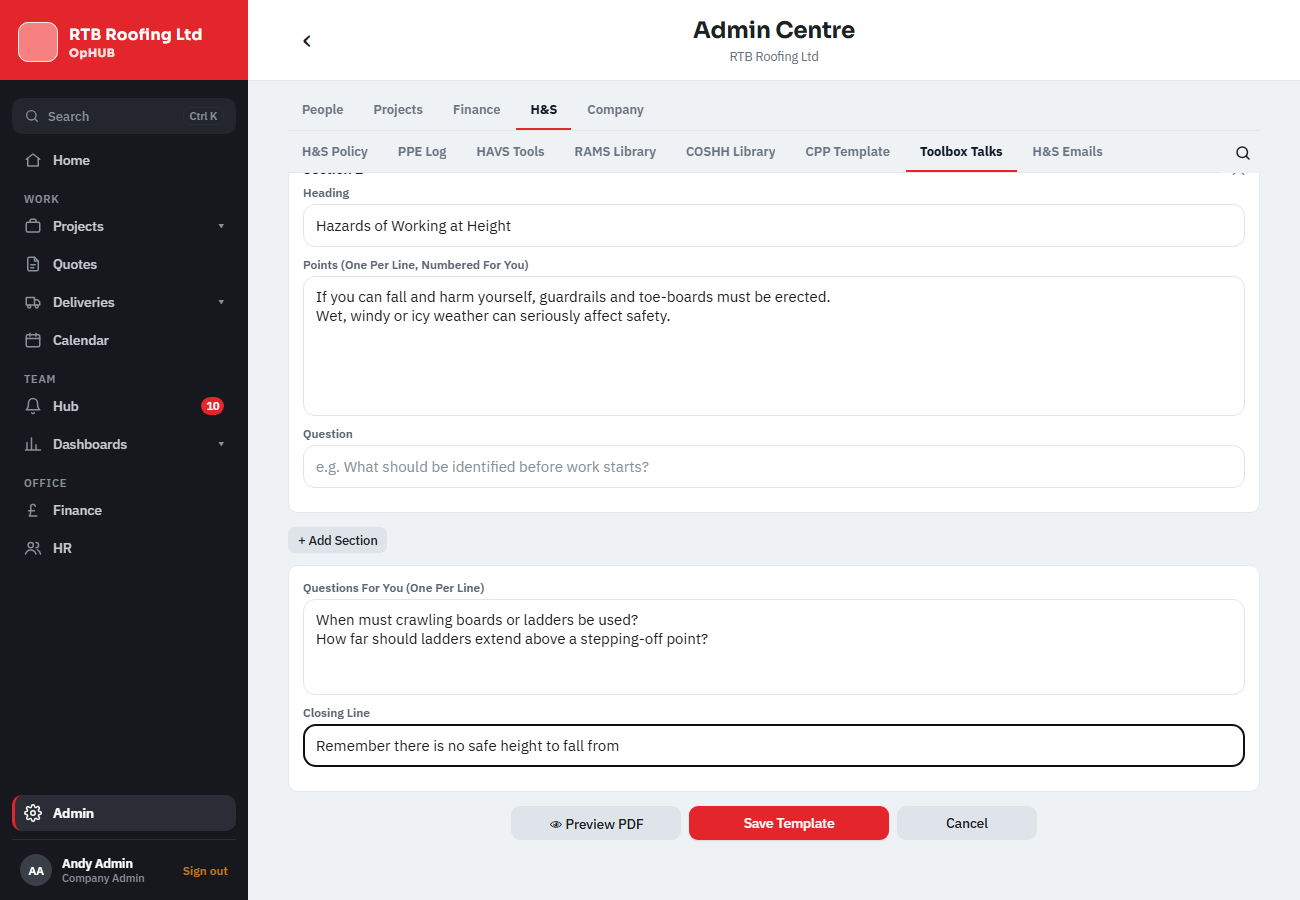 RTB Roofing Ltd
OpHUB
Search
Ctrl K
Home
WORK
Projects
Quotes
Deliveries
Calendar
TEAM
Hub
10
Dashboards
OFFICE
Finance
HR
Admin
AA
Andy Admin
Company Admin
Sign out
Admin Centre
RTB Roofing Ltd
People
Projects
Finance
H&S
Company
H&S Policy
PPE Log
HAVS Tools
RAMS Library
COSHH Library
CPP Template
Toolbox Talks
H&S Emails
Heading
Hazards of Working at Height
Points (One Per Line, Numbered For You)
If you can fall and harm yourself, guardrails and toe-boards must be erected.
Wet, windy or icy weather can seriously affect safety.
Question
e.g. What should be identified before work starts?
+ Add Section
Questions For You (One Per Line)
When must crawling boards or ladders be used?
How far should ladders extend above a stepping-off point?
Closing Line
Remember there is no safe height to fall from
Preview PDF
Save Template
Cancel